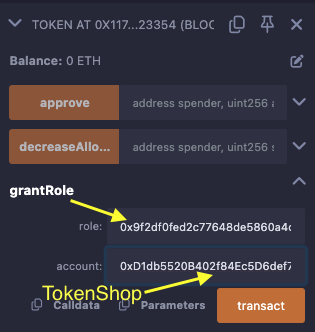 TOKEN AT 0X117...23354 (BLOC
Balance: 0 ETH
approve
address spender, uint256 a
decreaseAllo...
address spender, uint256 s
grantRole
role:
0x9f2df0fed2c77648de5860a4c
account:
0xD1db5520B402f84Ec5D6def7
TokenShop
Calldata
Parameters
transact